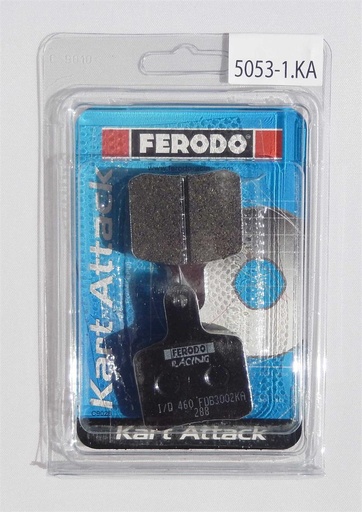 5053-1.KA
FERODO
Kart Attack
FERODO
RACING
I/D 460 FDB3002KA
288
Kart Attack